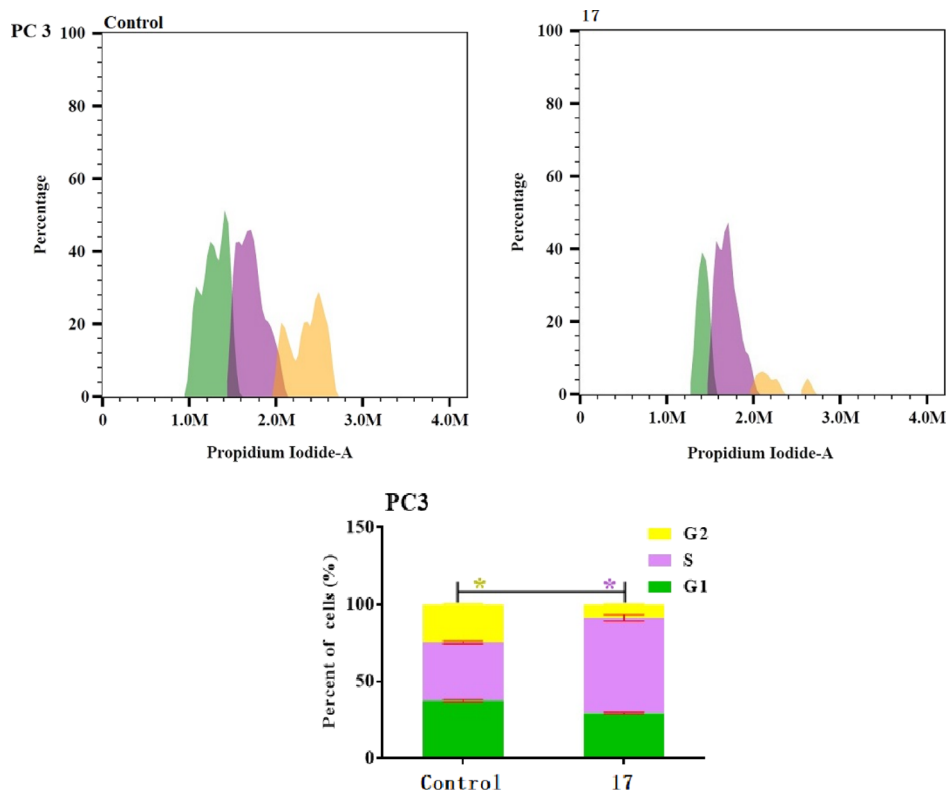 PC 3
Control
100
80
60
40
20
0
Percentage
0 1.0M 2.0M 3.0M 4.0M
Propidium Iodide-A
17
100
80
60
40
20
0
Percentage
0 1.0M 2.0M 3.0M 4.0M
Propidium Iodide-A
PC3
150
100
50
0
Percent of cells (%)
* *
G2
S
G1
Control 17